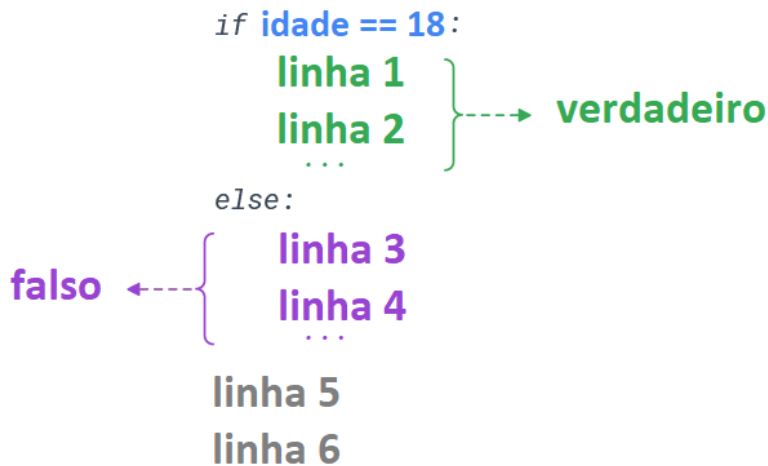 if idade == 18:
linha 1
linha 2
verdadeiro
...
else:
linha 3
falso
linha 4
...
linha 5
linha 6